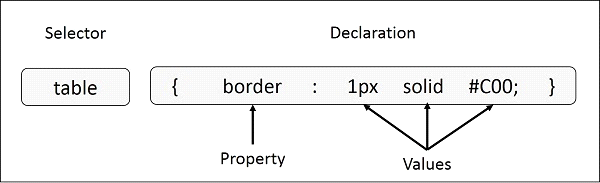 Selector Declaration
table { border : 1px solid #C00; }
Property Values